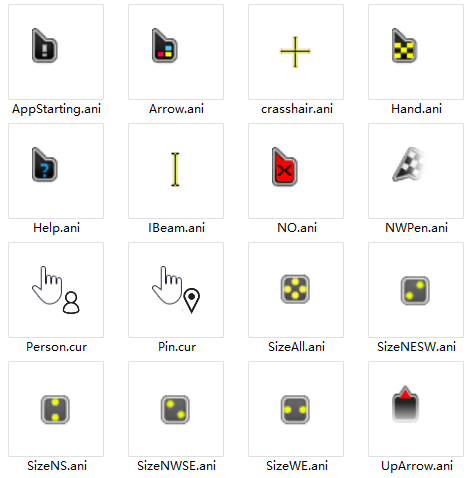 AppStarting.ani
Arrow.ani
crasshair.ani
Hand.ani
Help.ani
IBeam.ani
NO.ani
NWPen.ani
Person.cur
Pin.cur
SizeAll.ani
SizeNESW.ani
SizeNS.ani
SizeNWSE.ani
SizeWE.ani
UpArrow.ani